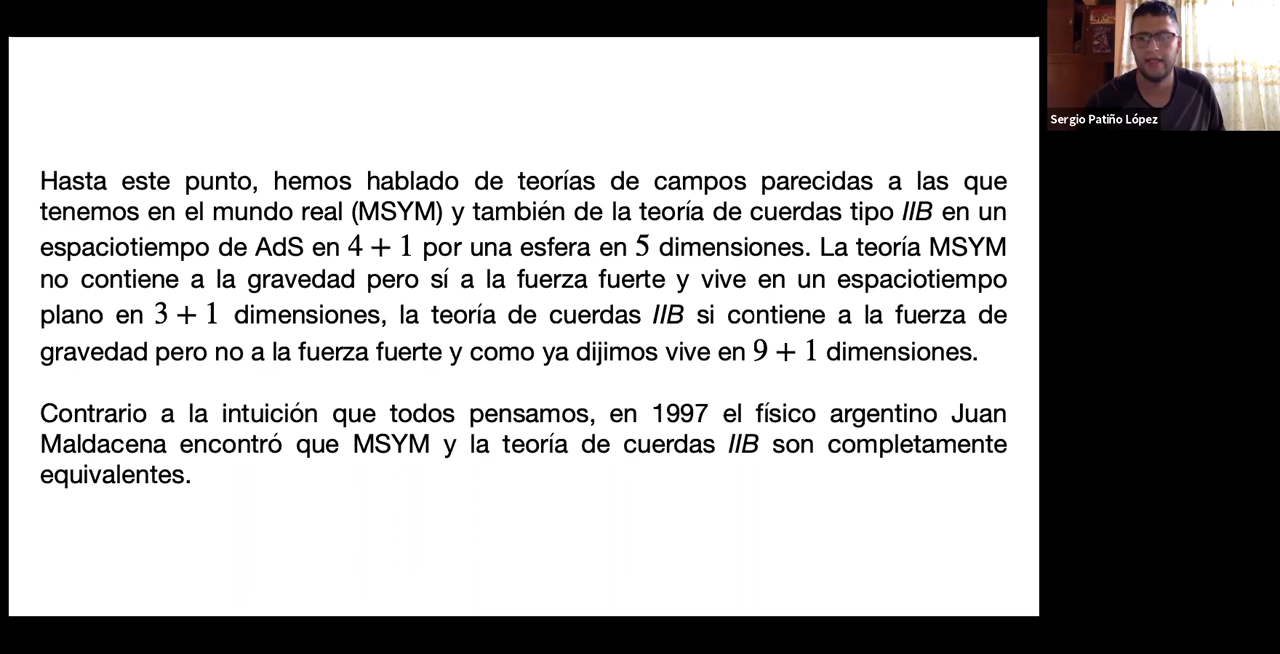 Hasta este punto, hemos hablado de teorías de campos parecidas a las que
tenemos en el mundo real (MSYM) y también de la teoría de cuerdas tipo IIB en un
espaciotiempo de AdS en 4 + 1 por una esfera en 5 dimensiones. La teoría MSYM
no contiene a la gravedad pero sí a la fuerza fuerte y vive en un espaciotiempo
plano en 3 + 1 dimensiones, la teoría de cuerdas IIB si contiene a la fuerza de
gravedad pero no a la fuerza fuerte y como ya dijimos vive en 9 + 1 dimensiones.
Contrario a la intuición que todos pensamos, en 1997 el físico argentino Juan
Maldacena encontró que MSYM y la teoría de cuerdas IIB son completamente
equivalentes.
Sergio Patiño López